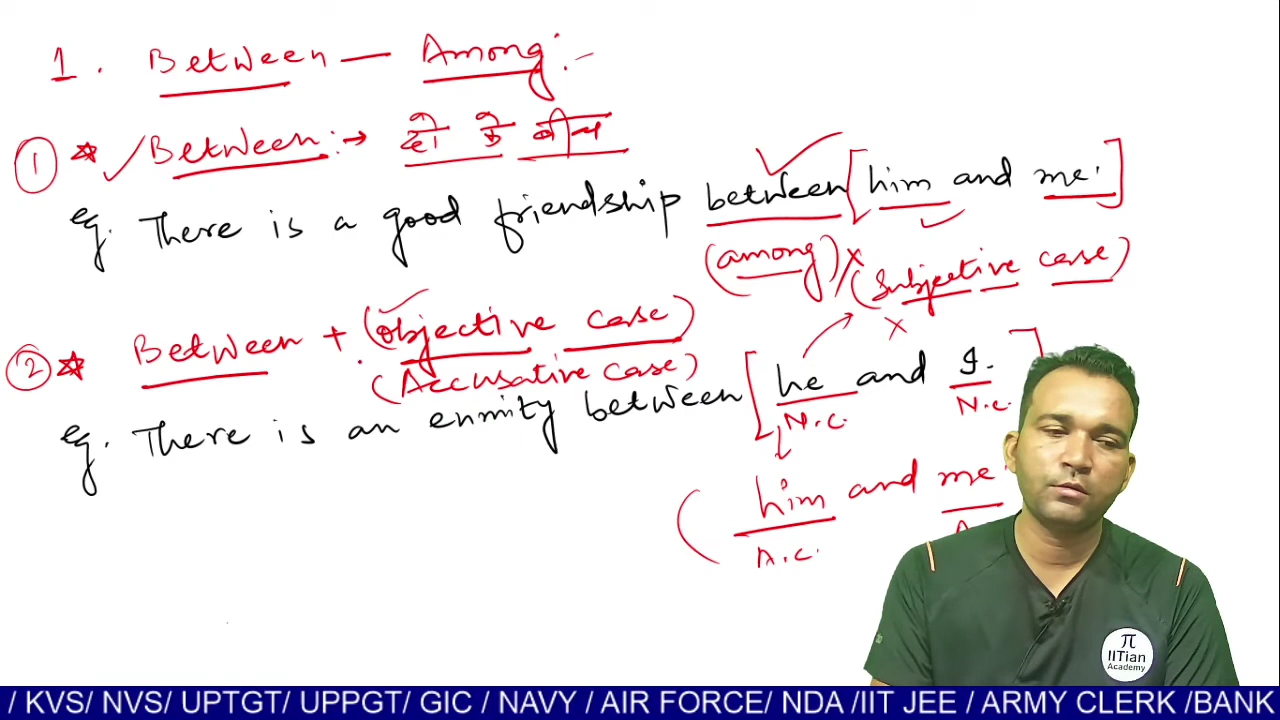 1. Between — Among :-
① ☆ ✓ Between :→ दो के बीच
eg. There is a good friendship between [him and me.]
(among) x (Subjective case) x
② ☆ Between + (objective case)
(Accusative case)
eg. There is an enmity between [he and I.]
N.C. N.C.
(him and me.
A.C. A.
π
IITian
Academy
/ KVS/ NVS/ UPTGT/ UPPGT/ GIC / NAVY / AIR FORCE/ NDA /IIT JEE / ARMY CLERK /BANK